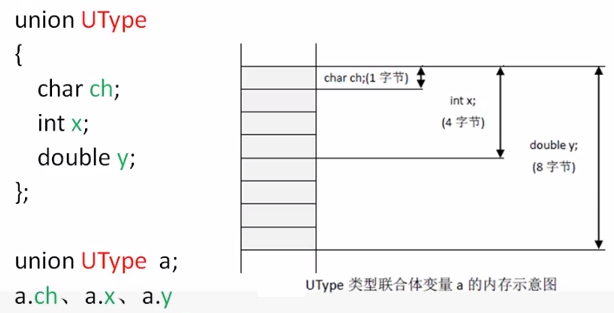 union UType
{
char ch;
int x;
double y;
};
union UType a;
a.ch、a.x、a.y
char ch;(1 字节)
int x;
(4 字节)
double y;
(8 字节)
UType 类型联合体变量 a 的内存示意图